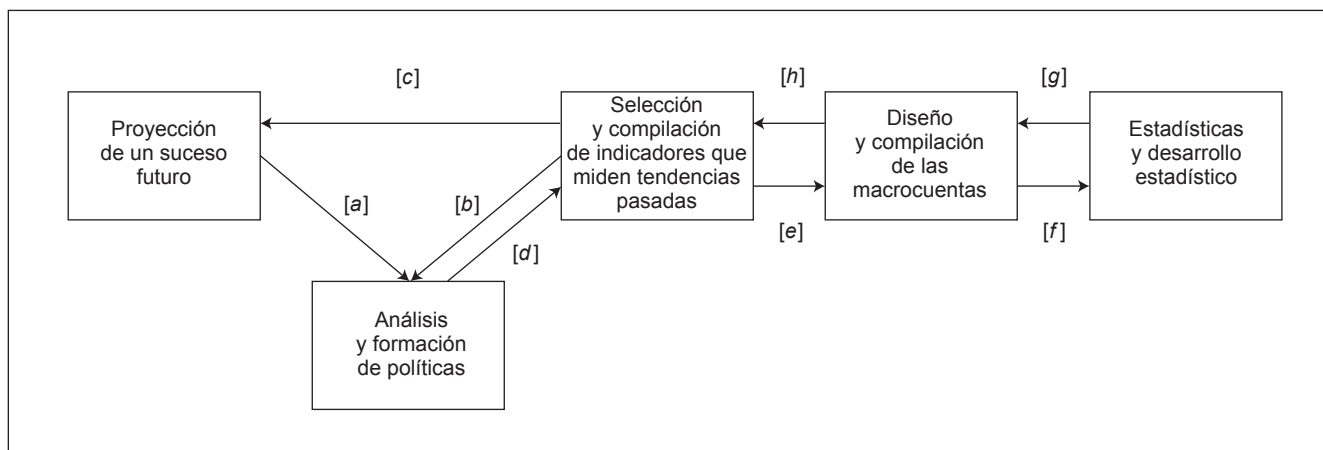 [c]
[h]
[g]
Proyección
de un suceso
futuro
Selección
y compilación
de indicadores que
miden tendencias
pasadas
Diseño
y compilación
de las
macrocuentas
Estadísticas
y desarrollo
estadístico
[a]
[b]
[d]
[e]
[f]
Análisis
y formación
de políticas